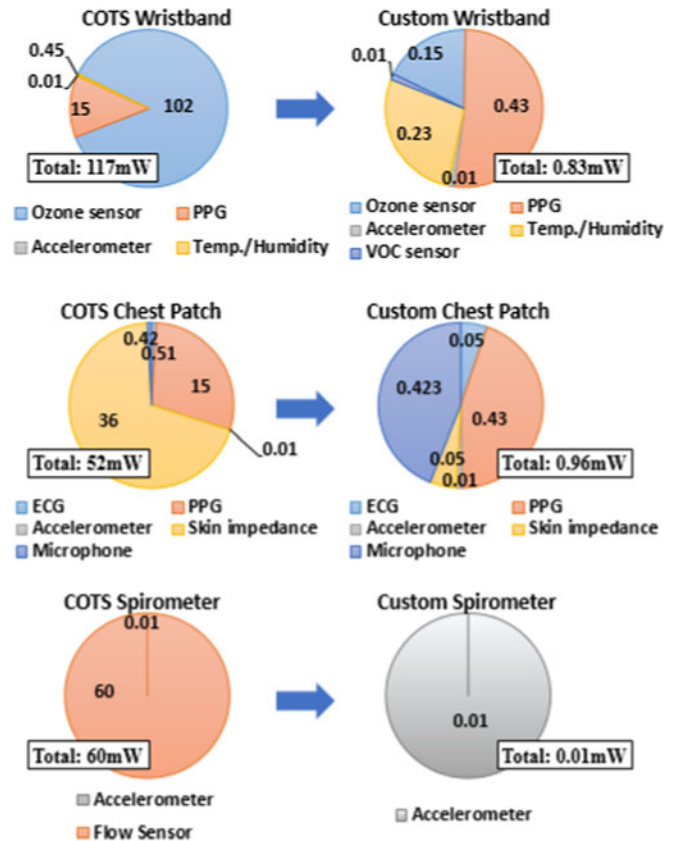 COTS Wristband
Custom Wristband
0.45
0.01
15
102
Total: 117mW
0.01
0.15
0.43
0.23
0.01
Total: 0.83mW
Ozone sensor
PPG
Accelerometer
Temp./Humidity
Ozone sensor
PPG
Accelerometer
Temp./Humidity
VOC sensor
COTS Chest Patch
Custom Chest Patch
0.42
0.51
15
36
0.01
Total: 52mW
0.05
0.423
0.43
0.05
0.01
Total: 0.96mW
ECG
PPG
Accelerometer
Skin impedance
Microphone
ECG
PPG
Accelerometer
Skin impedance
Microphone
COTS Spirometer
Custom Spirometer
0.01
60
Total: 60mW
0.01
Total: 0.01mW
Accelerometer
Flow Sensor
Accelerometer